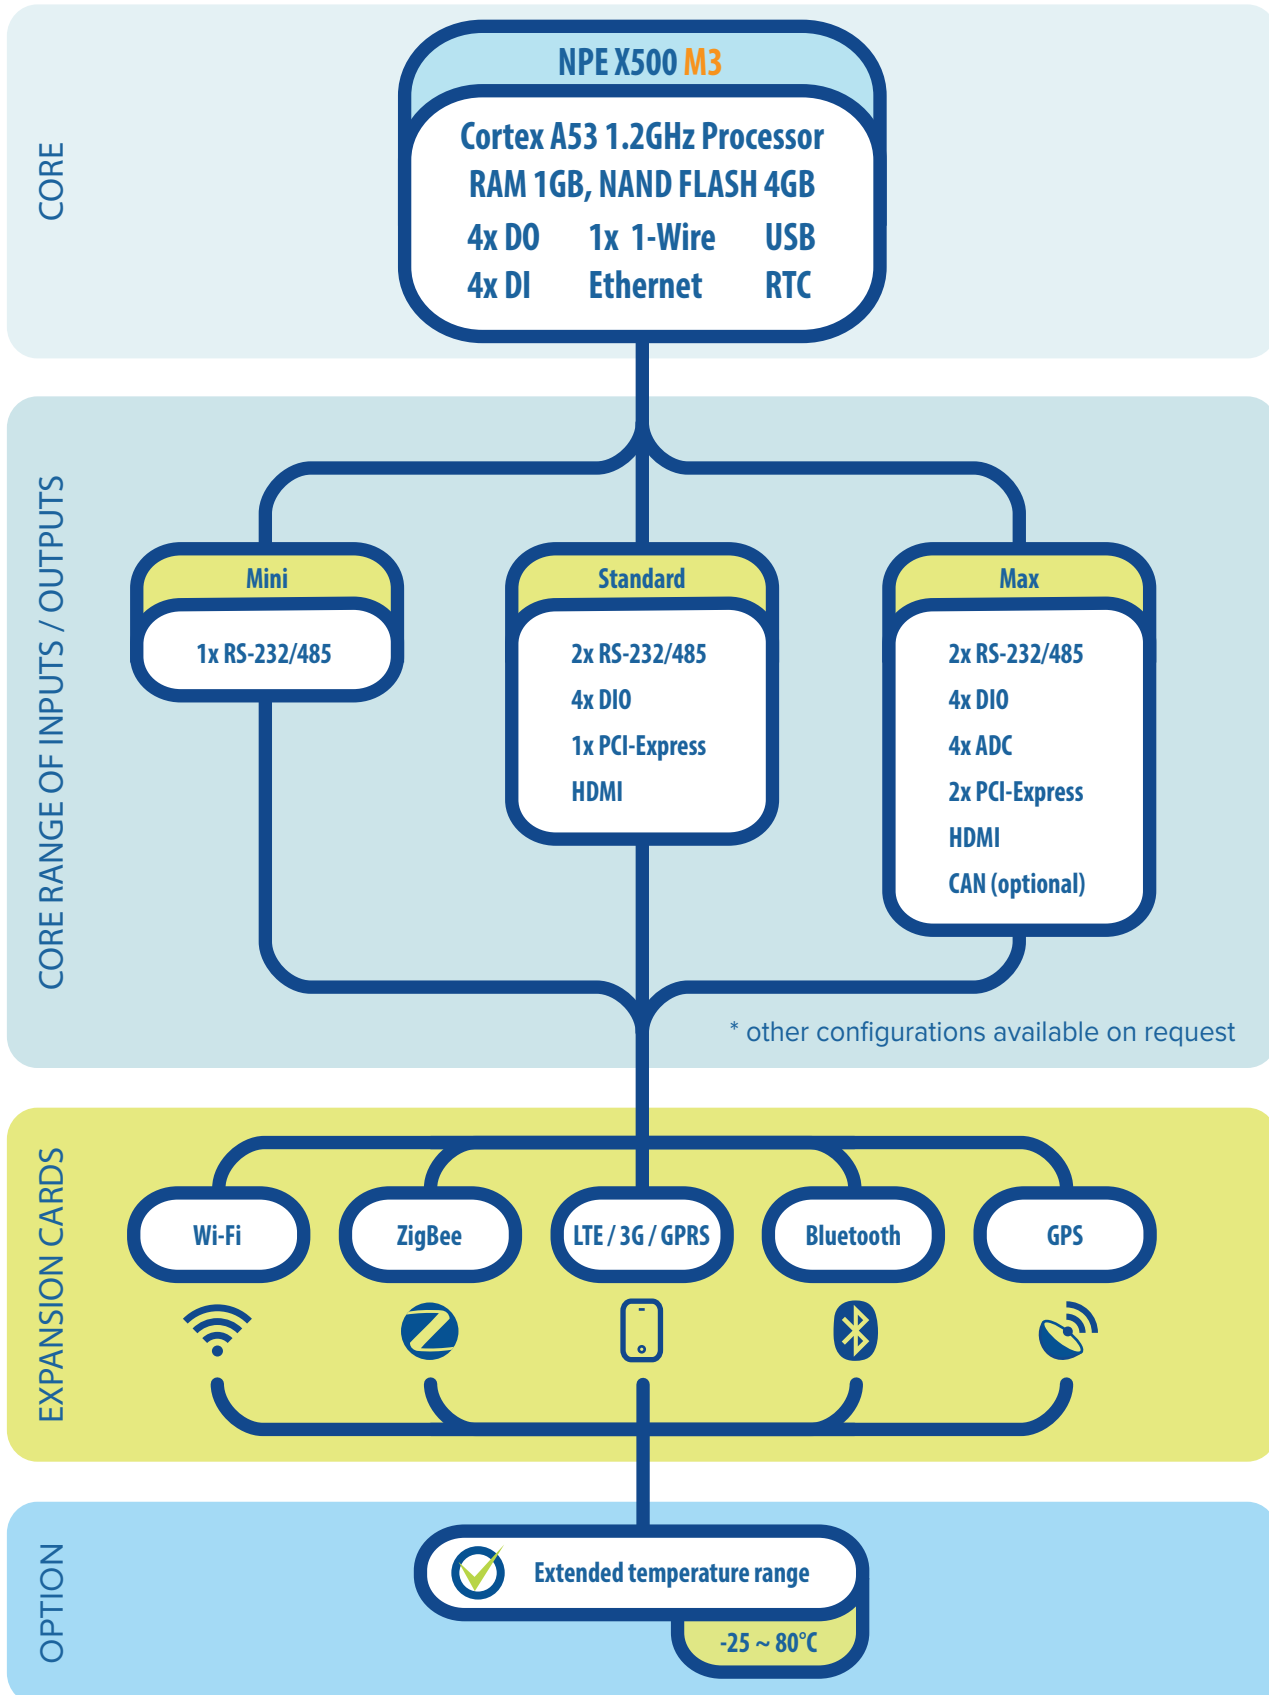 CORE
NPE X500 M3
Cortex A53 1.2GHz Processor
RAM 1GB, NAND FLASH 4GB
4x DO 1x 1-Wire USB
4x DI Ethernet RTC
CORE RANGE OF INPUTS / OUTPUTS
Mini
1x RS-232/485
Standard
2x RS-232/485
4x DIO
1x PCI-Express
HDMI
Max
2x RS-232/485
4x DIO
4x ADC
2x PCI-Express
HDMI
CAN (optional)
* other configurations available on request
EXPANSION CARDS
Wi-Fi
ZigBee
LTE / 3G / GPRS
Bluetooth
GPS
OPTION
Extended temperature range
-25 ~ 80°C